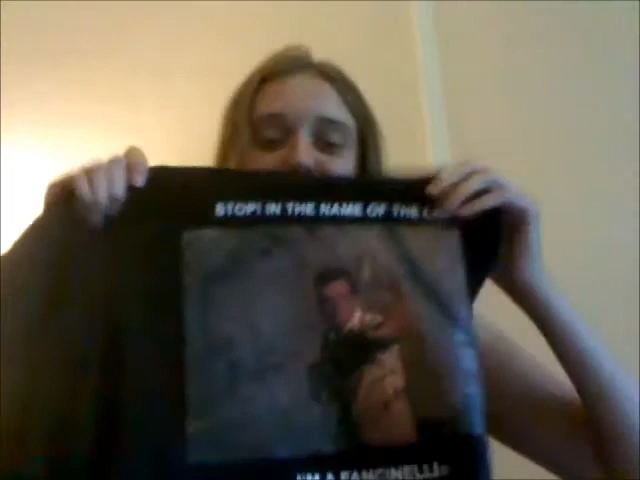 STOP! IN THE NAME OF THE
I'M A FANCINELLI